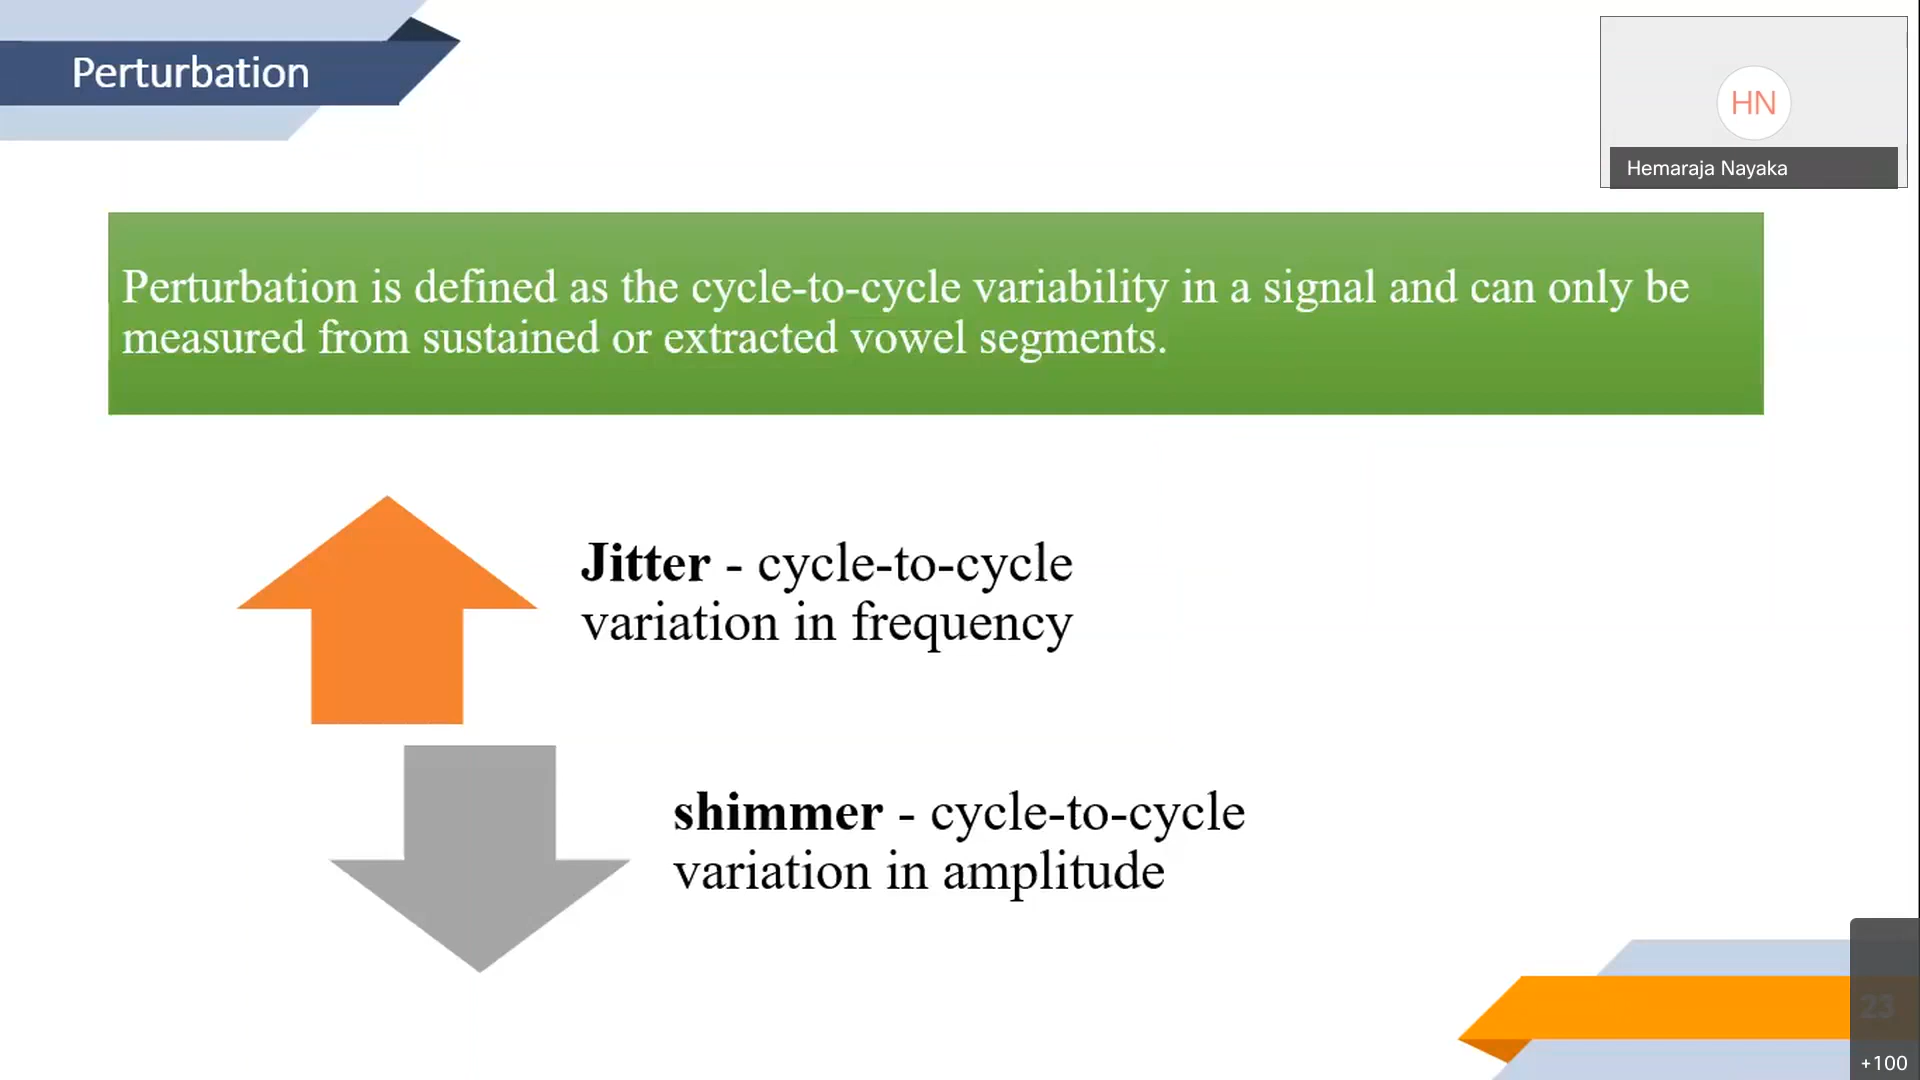 Perturbation
HN
Hemaraja Nayaka
Perturbation is defined as the cycle-to-cycle variability in a signal and can only be
measured from sustained or extracted vowel segments.
Jitter - cycle-to-cycle
variation in frequency
shimmer - cycle-to-cycle
variation in amplitude
23
+100